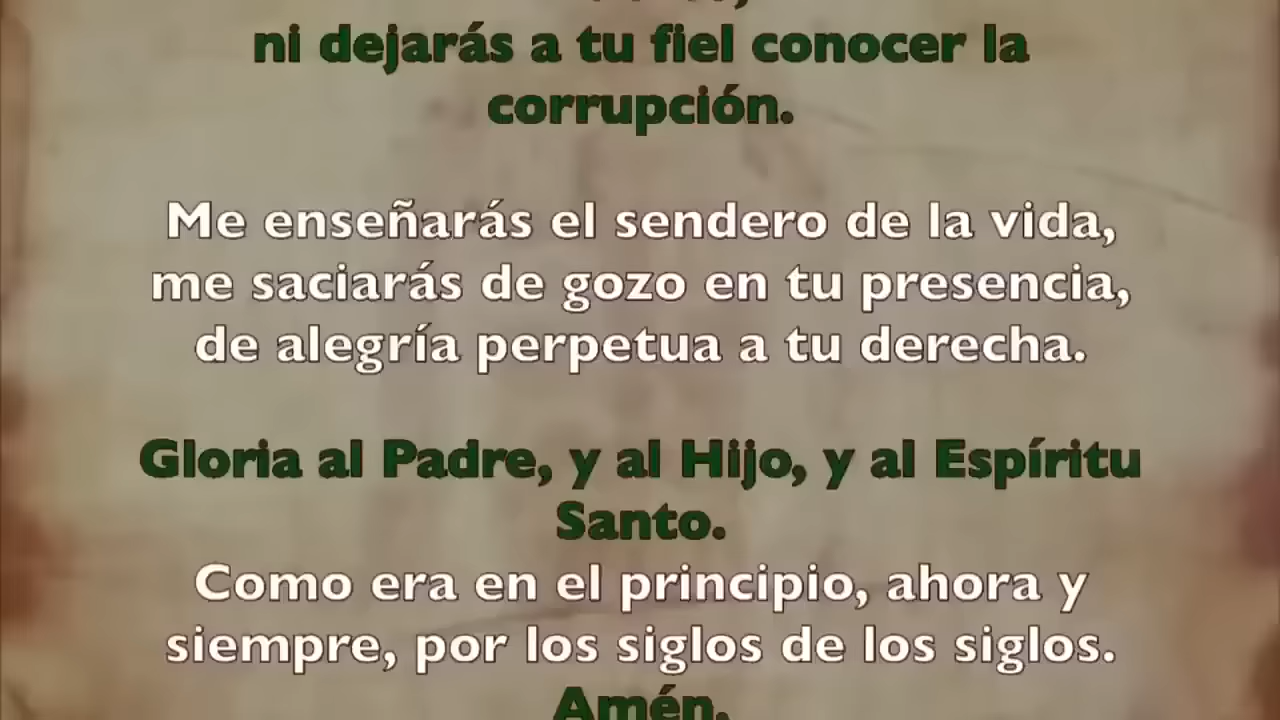 ni dejarás a tu fiel conocer la
corrupción.
Me enseñarás el sendero de la vida,
me saciarás de gozo en tu presencia,
de alegría perpetua a tu derecha.
Gloria al Padre, y al Hijo, y al Espíritu
Santo.
Como era en el principio, ahora y
siempre, por los siglos de los siglos.
Amén.